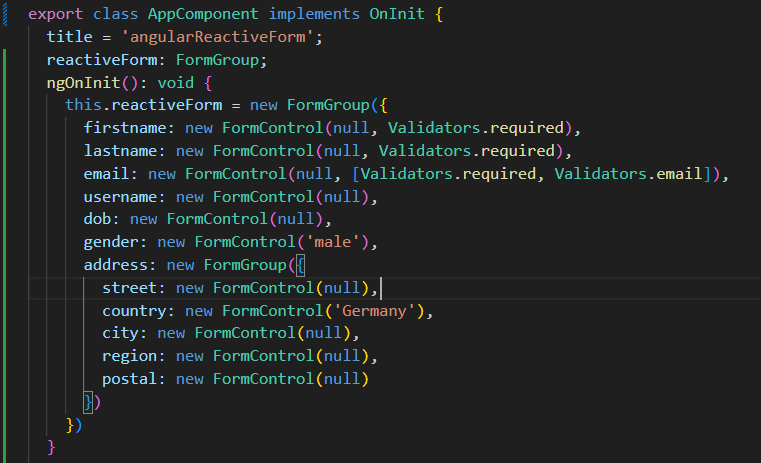 export class AppComponent implements OnInit {
title = 'angularReactiveForm';
reactiveForm: FormGroup;
ngOnInit(): void {
this.reactiveForm = new FormGroup({
firstname: new FormControl(null, Validators.required),
lastname: new FormControl(null, Validators.required),
email: new FormControl(null, [Validators.required, Validators.email]),
username: new FormControl(null),
dob: new FormControl(null),
gender: new FormControl('male'),
address: new FormGroup({
street: new FormControl(null),
country: new FormControl('Germany'),
city: new FormControl(null),
region: new FormControl(null),
postal: new FormControl(null)
})
})
}